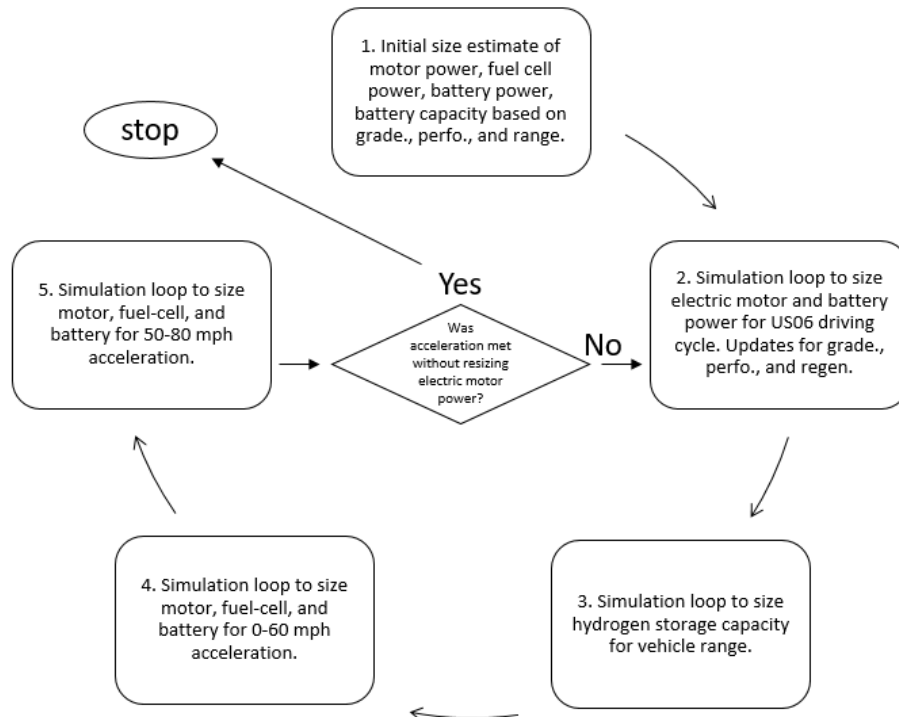 1. Initial size estimate of
motor power, fuel cell
power, battery power,
battery capacity based on
grade., perfo., and range.
stop
5. Simulation loop to size
motor, fuel-cell, and
battery for 50-80 mph
acceleration.
Yes
Was
acceleration met
without resizing
electric motor
power?
No
2. Simulation loop to size
electric motor and battery
power for US06 driving
cycle. Updates for grade.,
perfo., and regen.
4. Simulation loop to size
motor, fuel-cell, and
battery for 0-60 mph
acceleration.
3. Simulation loop to size
hydrogen storage capacity
for vehicle range.